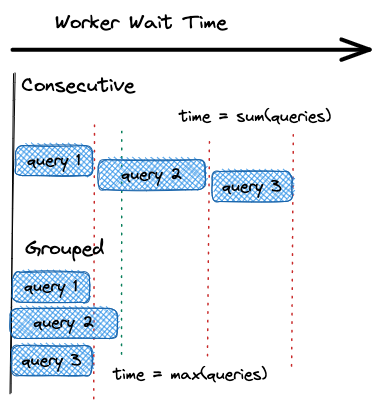 Worker Wait Time
Consecutive
time = sum(queries)
query 1
query 2
query 3
Grouped
query 1
query 2
query 3
time = max(queries)